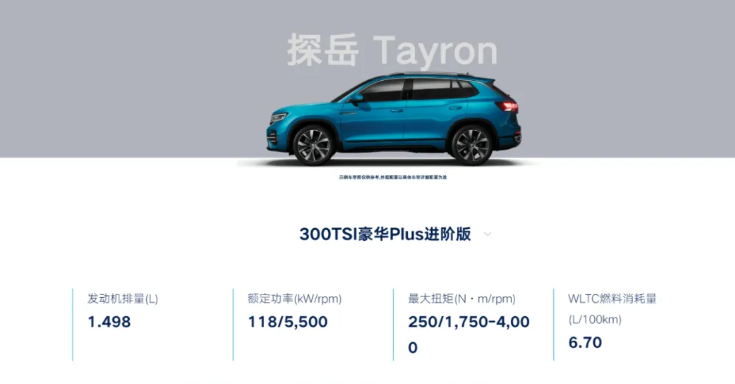 探岳 Tayron
300TSI豪华Plus进阶版
发动机排量(L)
1.498
额定功率(kW/rpm)
118/5,500
最大扭矩(N·m/rpm)
250/1,750-4,00
0
WLTC燃料消耗量
(L/100km)
6.70